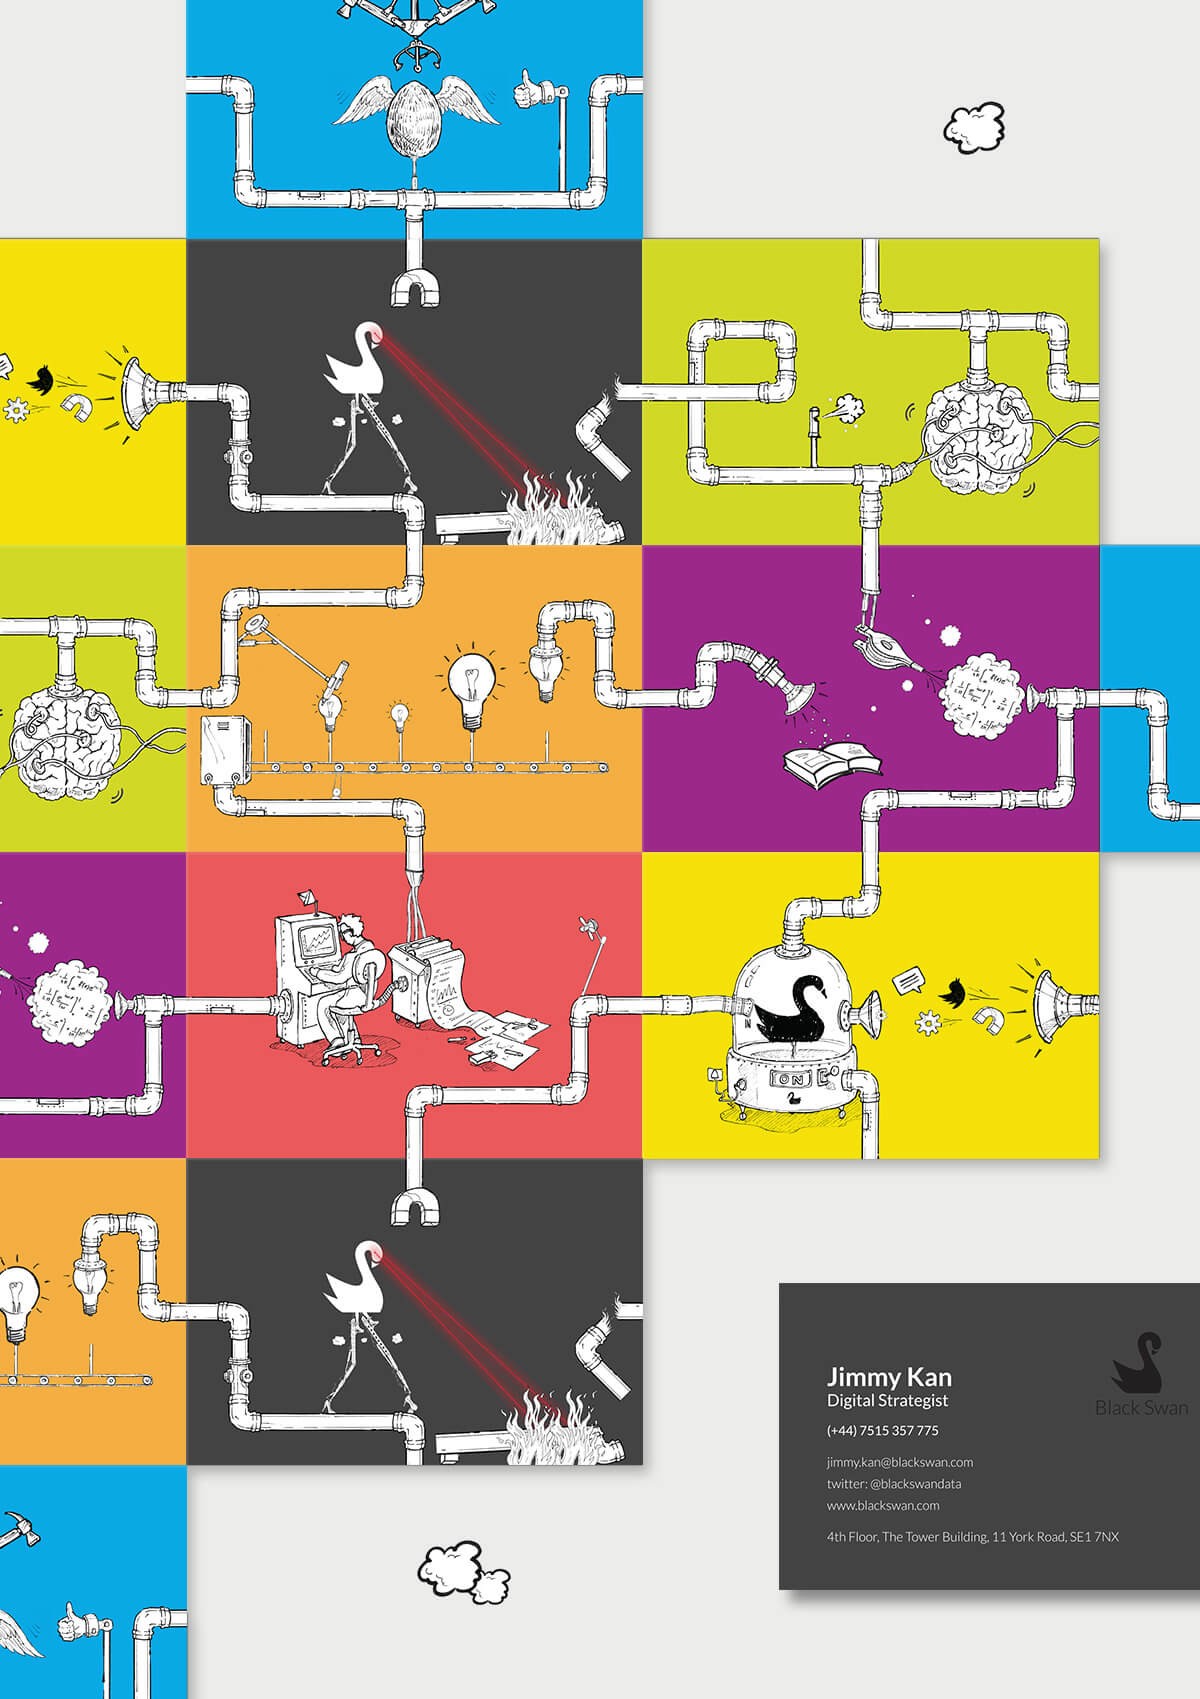 ON
Jimmy Kan
Digital Strategist
(+44) 7515 357 775
jimmy.kan@blackswan.com
twitter: @blackswandata
www.blackswan.com
4th Floor, The Tower Building, 11 York Road, SE1 7NX
Black Swan